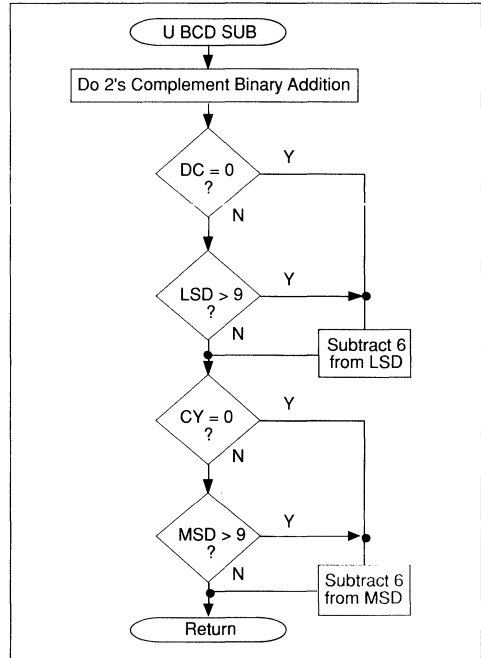 U BCD SUB
Do 2's Complement Binary Addition
DC = 0
?
Y
N
LSD > 9
?
Y
N
Subtract 6
from LSD
CY = 0
?
Y
N
MSD > 9
?
Y
N
Subtract 6
from MSD
Return